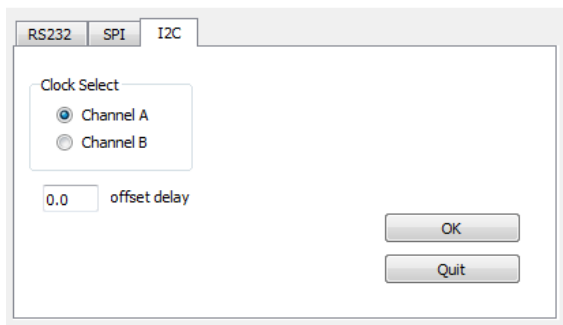 RS232 SPI I2C
Clock Select
Channel A
Channel B
0.0 offset delay
OK
Quit